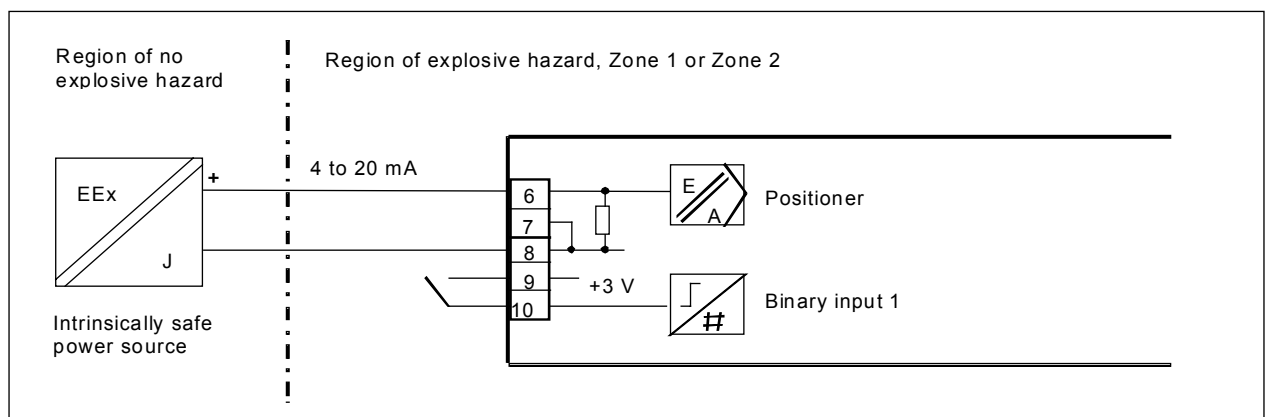 Region of no
explosive hazard
Region of explosive hazard, Zone 1 or Zone 2
4 to 20 mA
+
EEx
J
Intrinsically safe
power source
6
7
8
9
10
+3 V
E
A
Positioner
Binary input 1
#